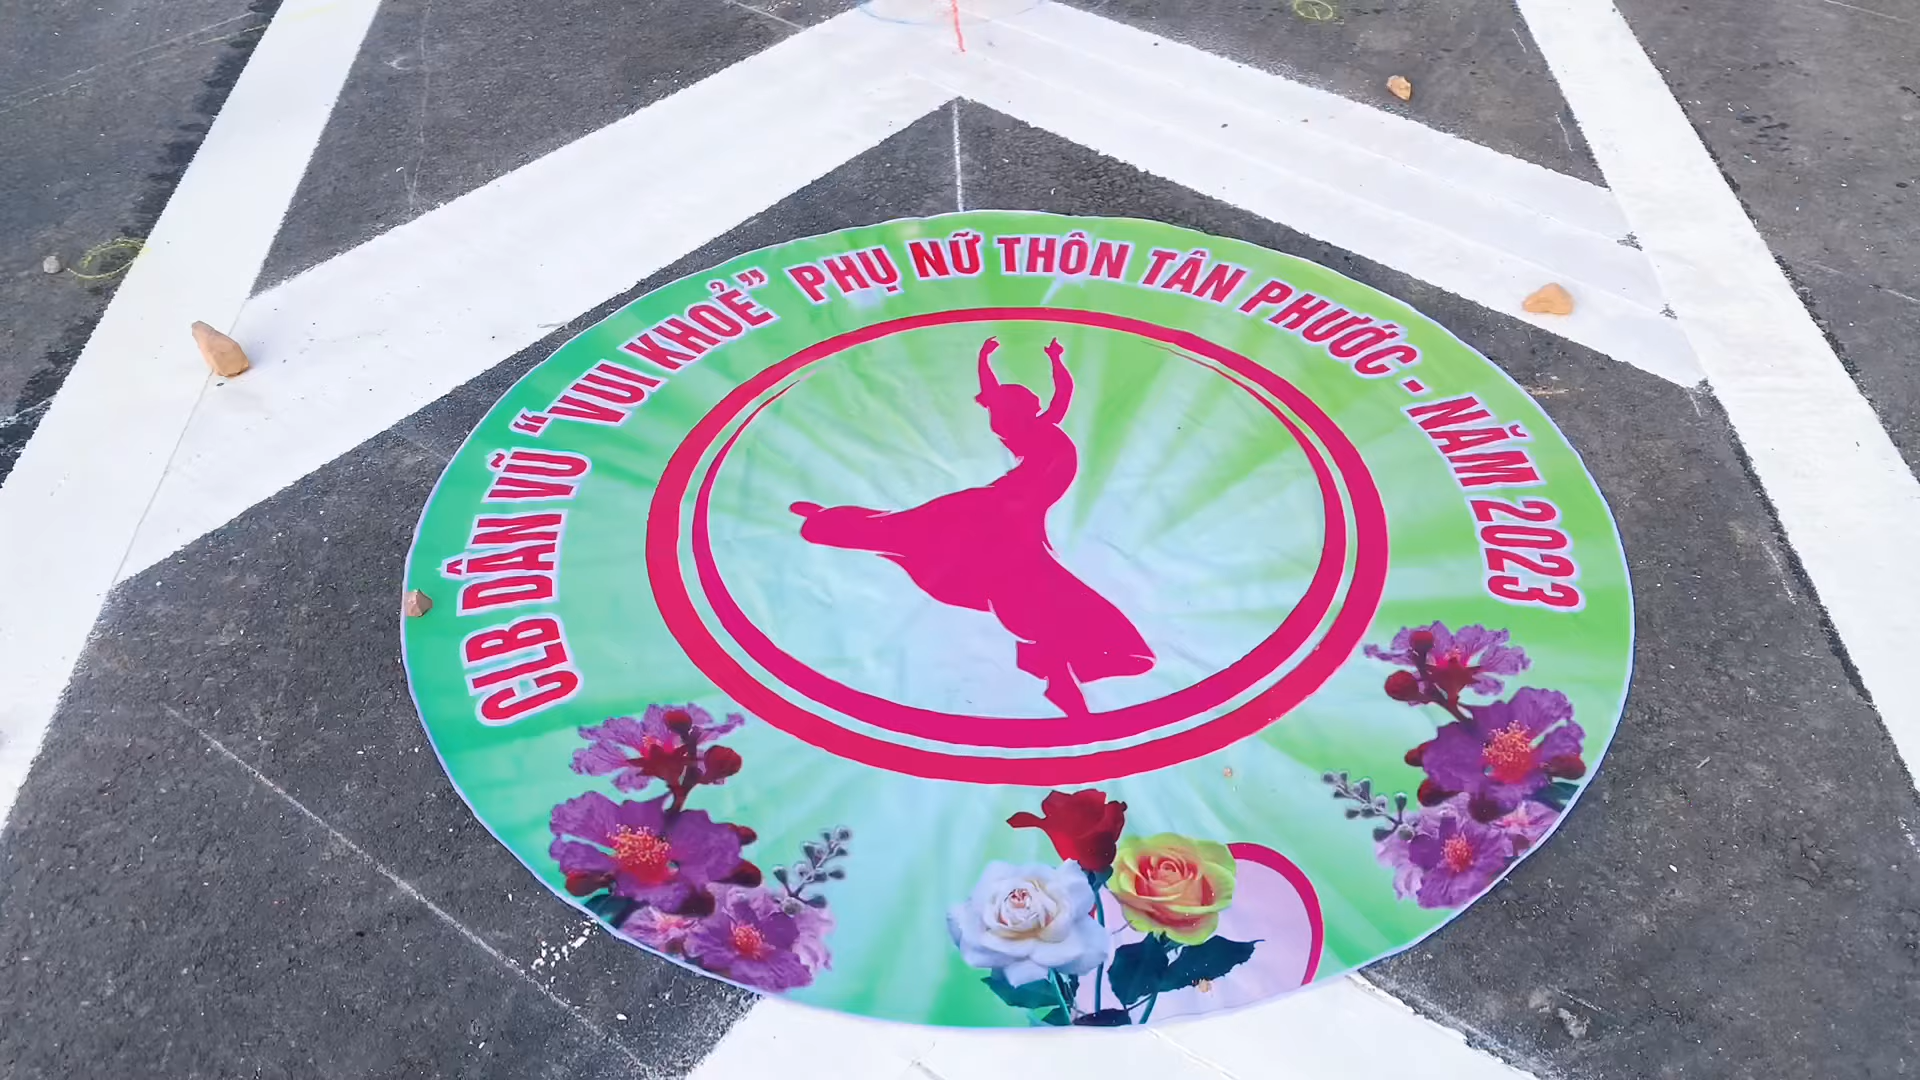 CLB DÂN VŨ “VUI KHOẺ” PHỤ NỮ THÔN TÂN PHƯỚC - NĂM 2023